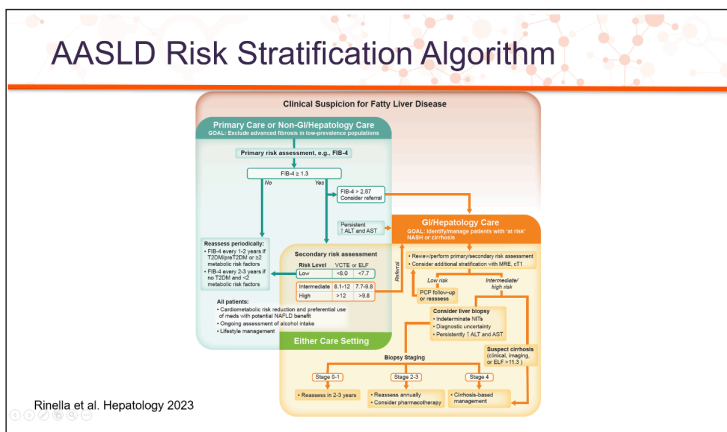 AASLD Risk Stratification Algorithm
Clinical Suspicion for Fatty Liver Disease
Primary Care or Non-GI/Hepatology Care
GOAL: Exclude advanced fibrosis in low-prevalence populations
Primary risk assessment, e.g., FIB-4
FIB-4 ≥ 1.3
No
Yes
FIB-4 > 2.67
Consider referral
Persistent
↑ ALT and AST
GI/Hepatology Care
GOAL: Identify/manage patients with 'at risk'
NASH or cirrhosis
Reassess periodically:
• FIB-4 every 1-2 years if
T2DM/preT2DM or ≥2
metabolic risk factors
• FIB-4 every 2-3 years if
no T2DM and <2
metabolic risk factors
Secondary risk assessment
Risk Level VCTE or ELF
Low <8.0 <7.7
Intermediate 8.1-12 7.7-9.8
High >12 >9.8
Referral
• Review/perform primary/secondary risk assessment
• Consider additional stratification with MRE, cT1
Low risk
Intermediate/
high risk
PCP follow-up
or reassess
All patients:
• Cardiometabolic risk reduction and preferential use
of meds with potential NAFLD benefit
• Ongoing assessment of alcohol intake
• Lifestyle management
Consider liver biopsy
• Indeterminate NITs
• Diagnostic uncertainty
• Persistently ↑ ALT and AST
Either Care Setting
Suspect cirrhosis
(clinical, imaging,
or ELF >11.3 )
Biopsy Staging
Stage 0-1
Stage 2-3
Stage 4
• Reassess in 2-3 years
• Reassess annually
• Consider pharmacotherapy
• Cirrhosis-based
management
Rinella et al. Hepatology 2023